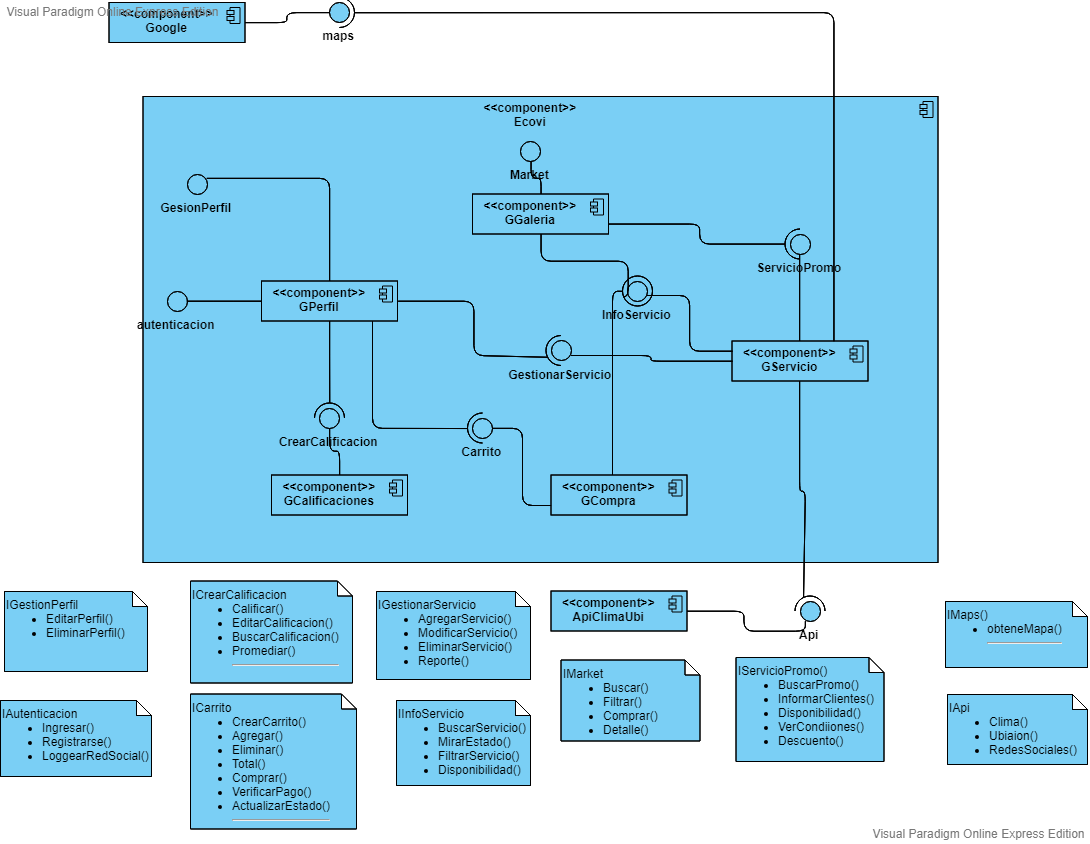 Visual Paradigm Online Express Edition
<<component>>
Google
maps
<<component>>
Ecovi
Market
GesionPerfil
<<component>>
GGaleria
ServicioPromo
<<component>>
GPerfil
autenticacion
InfoServicio
<<component>>
GServicio
GestionarServicio
CrearCalificacion
Carrito
<<component>>
GCalificaciones
<<component>>
GCompra
<<component>>
ApiClimaUbi
Api
IGestionPerfil
EditarPerfil()
EliminarPerfil()
ICrearCalificacion
Calificar()
EditarCalificacion()
BuscarCalificacion()
Promediar()
IGestionarServicio
AgregarServicio()
ModificarServicio()
EliminarServicio()
Reporte()
IMaps()
obteneMapa()
IMarket
Buscar()
Filtrar()
Comprar()
Detalle()
IServicioPromo()
BuscarPromo()
InformarClientes()
Disponibilidad()
VerCondiiones()
Descuento()
IAutenticacion
Ingresar()
Registrarse()
LoggearRedSocial()
ICarrito
CrearCarrito()
Agregar()
Eliminar()
Total()
Comprar()
VerificarPago()
ActualizarEstado()
IInfoServicio
BuscarServicio()
MirarEstado()
FiltrarServicio()
Disponibilidad()
IApi
Clima()
Ubiaion()
RedesSociales()
Visual Paradigm Online Express Edition